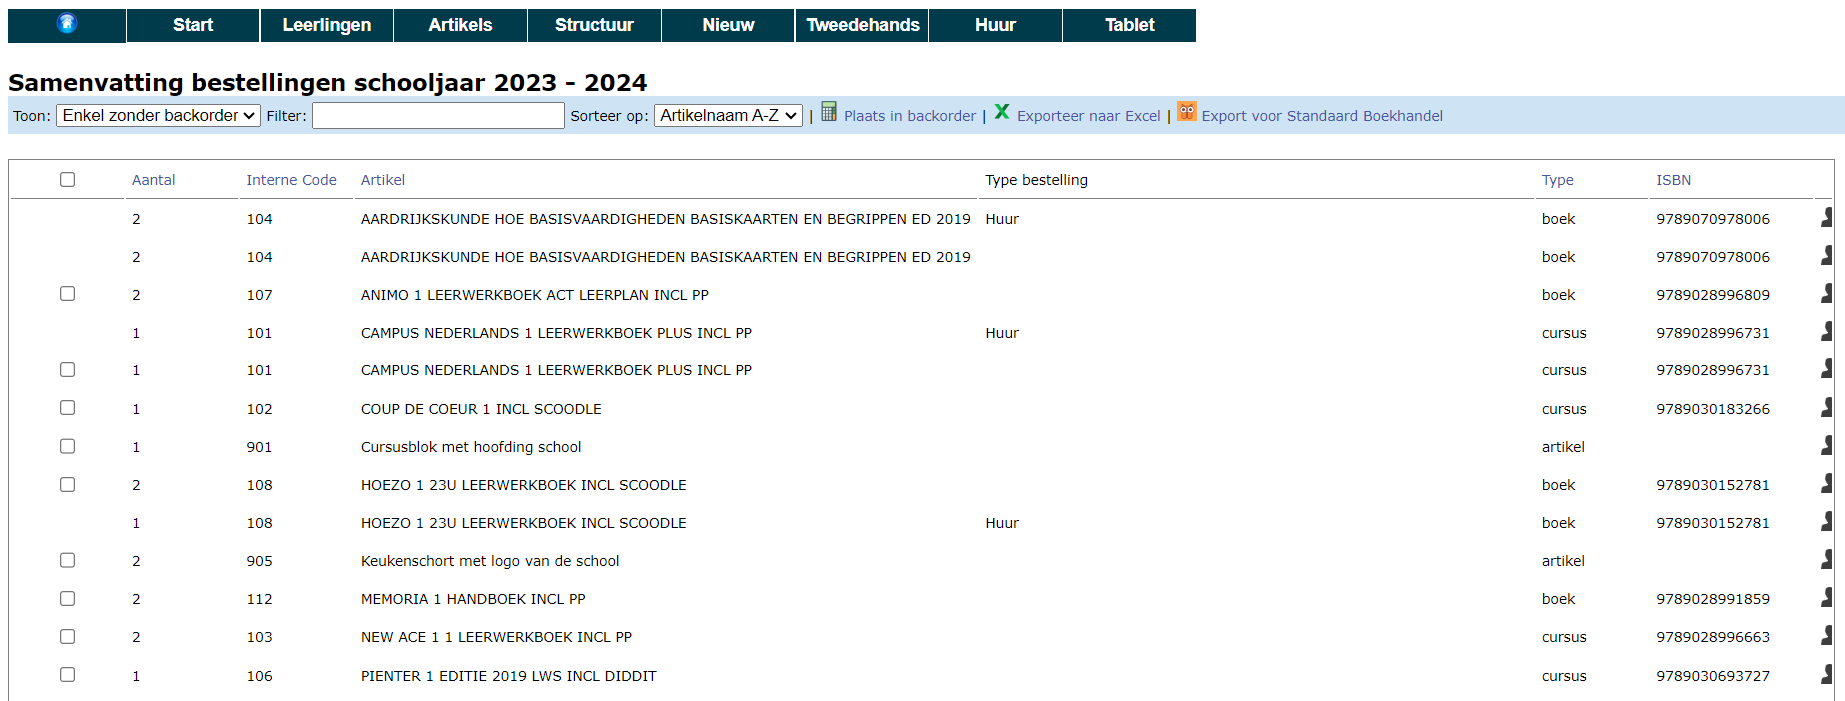 Start Leerlingen Artikels Structuur Nieuw Tweedehands Huur Tablet
Samenvatting bestellingen schooljaar 2023 - 2024
Toon: Enkel zonder backorder Filter: Sorteer op: Artikelnaam A-Z | Plaats in backorder | Exporteer naar Excel | Export voor Standaard Boekhandel
Aantal Interne Code Artikel Type bestelling Type ISBN
2 104 AARDRIJKSKUNDE HOE BASISVAARDIGHEDEN BASISKAARTEN EN BEGRIPPEN ED 2019 Huur boek 9789070978006
2 104 AARDRIJKSKUNDE HOE BASISVAARDIGHEDEN BASISKAARTEN EN BEGRIPPEN ED 2019 boek 9789070978006
2 107 ANIMO 1 LEERWERKBOEK ACT LEERPLAN INCL PP boek 9789028996809
1 101 CAMPUS NEDERLANDS 1 LEERWERKBOEK PLUS INCL PP Huur cursus 9789028996731
1 101 CAMPUS NEDERLANDS 1 LEERWERKBOEK PLUS INCL PP cursus 9789028996731
1 102 COUP DE COEUR 1 INCL SCOODLE cursus 9789030183266
1 901 Cursusblok met hoofding school artikel
2 108 HOEZO 1 23U LEERWERKBOEK INCL SCOODLE boek 9789030152781
1 108 HOEZO 1 23U LEERWERKBOEK INCL SCOODLE Huur boek 9789030152781
2 905 Keukenschort met logo van de school artikel
2 112 MEMORIA 1 HANDBOEK INCL PP boek 9789028991859
2 103 NEW ACE 1 1 LEERWERKBOEK INCL PP cursus 9789028996663
1 106 PIENTER 1 EDITIE 2019 LWS INCL DIDDIT cursus 9789030693727